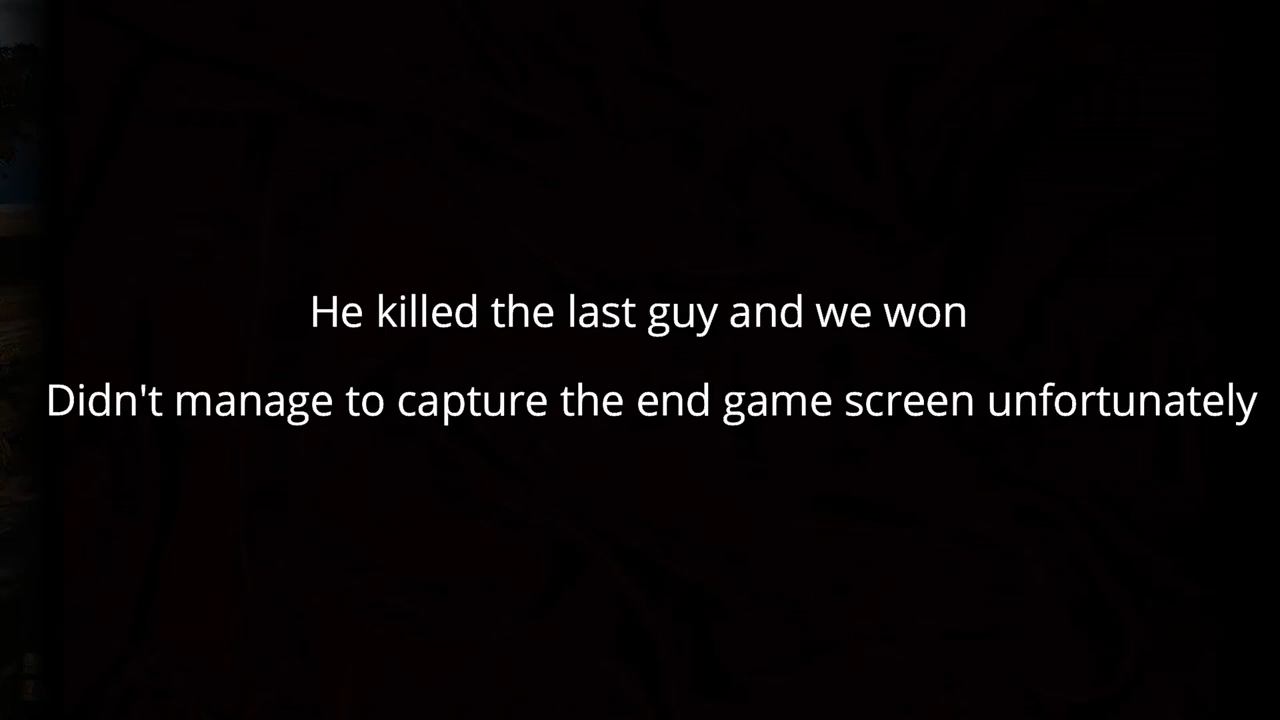 He killed the last guy and we won
Didn't manage to capture the end game screen unfortunately